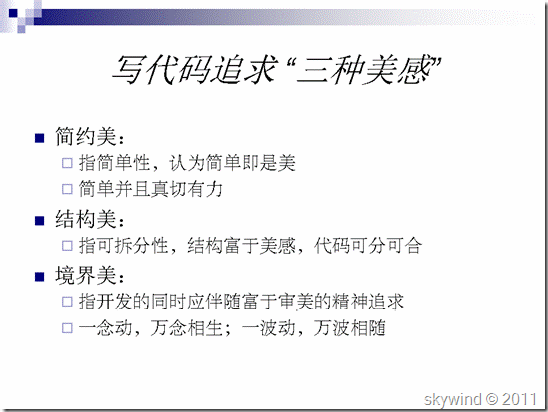 写代码追求“三种美感”
简约美：
指简单性，认为简单即是美
简单并且真切有力
结构美：
指可拆分性，结构富于美感，代码可分可合
境界美：
指开发的同时应伴随富于审美的精神追求
一念动，万念相生；一波动，万波相随
skywind © 2011